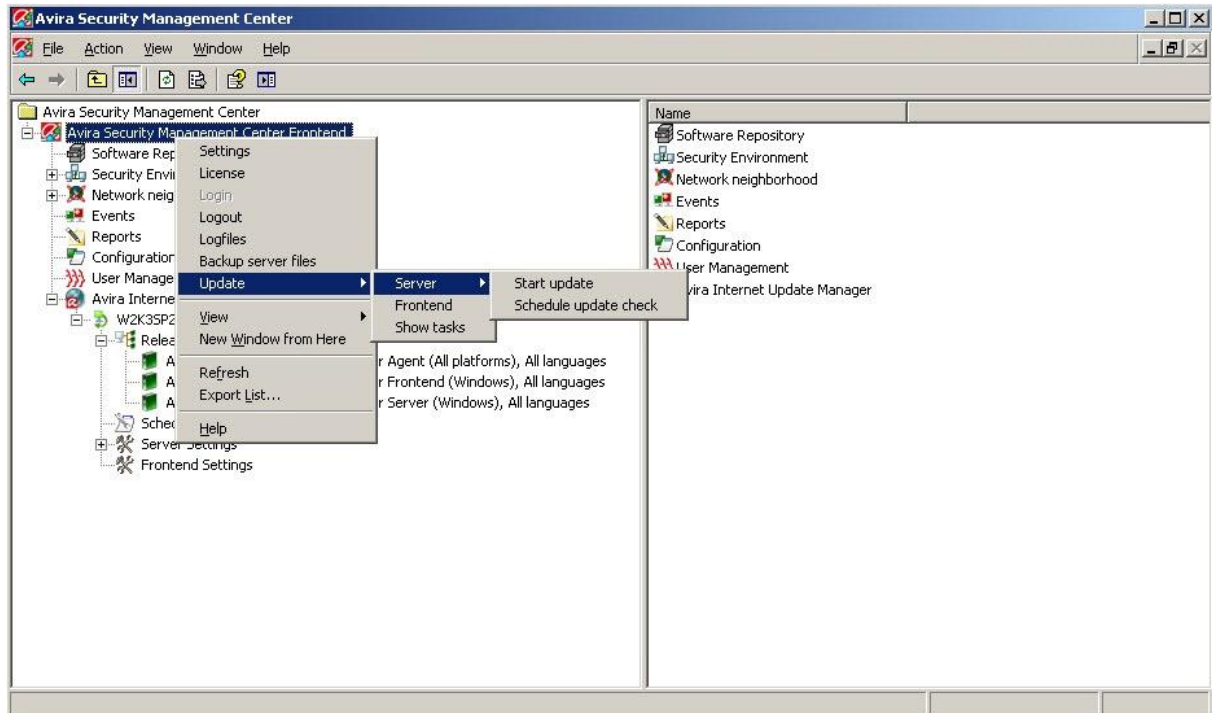 Avira Security Management Center
File Action View Window Help
Avira Security Management Center
Avira Security Management Center Frontend
Software Rep
Security Envi
Network neig
Events
Reports
Configuration
User Manage
Avira Interne
W2K3SP2
Relea
A r Agent (All platforms), All languages
A r Frontend (Windows), All languages
A r Server (Windows), All languages
Sched
Server Settings
Frontend Settings
Settings
License
Login
Logout
Logfiles
Backup server files
Update
View
New Window from Here
Refresh
Export List...
Help
Server
Frontend
Show tasks
Start update
Schedule update check
Name
Software Repository
Security Environment
Network neighborhood
Events
Reports
Configuration
User Management
vira Internet Update Manager